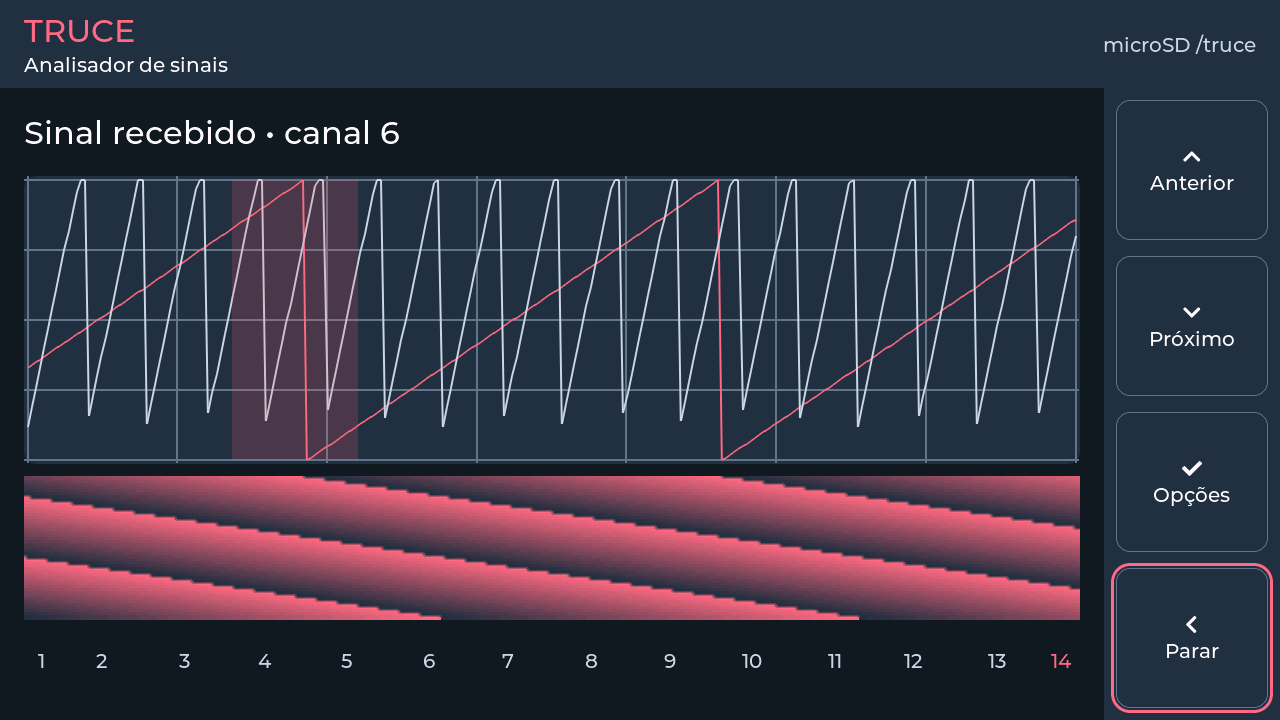 TRUCE
Analisador de sinais
microSD /truce
Sinal recebido • canal 6
Anterior
Próximo
Opções
Parar
1 2 3 4 5 6 7 8 9 10 11 12 13 14